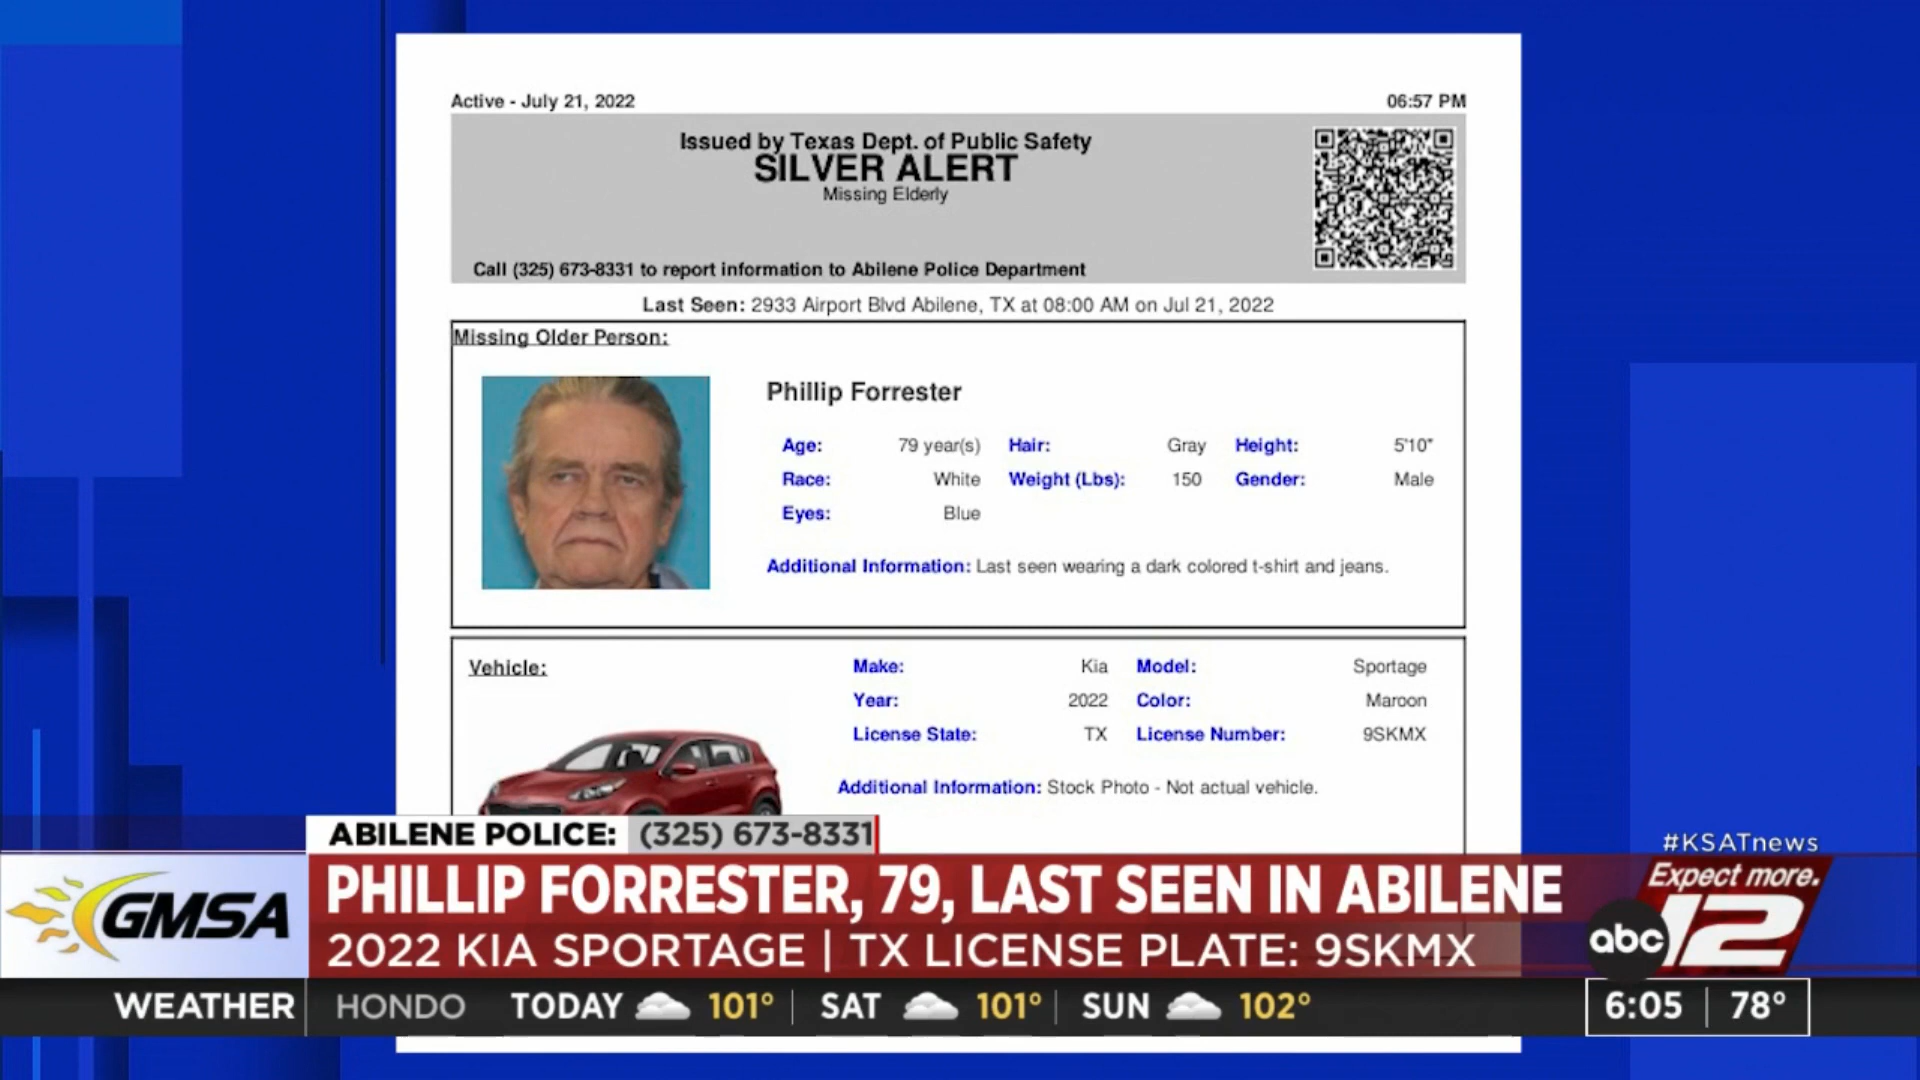 Active - July 21, 2022 06:57 PM
Issued by Texas Dept. of Public Safety
SILVER ALERT
Missing Elderly
Call (325) 673-8331 to report information to Abilene Police Department
Last Seen: 2933 Airport Blvd Abilene, TX at 08:00 AM on Jul 21, 2022
Missing Older Person:
Phillip Forrester
Age: 79 year(s) Hair: Gray Height: 5'10"
Race: White Weight (Lbs): 150 Gender: Male
Eyes: Blue
Additional Information: Last seen wearing a dark colored t-shirt and jeans.
Vehicle:
Make: Kia Model: Sportage
Year: 2022 Color: Maroon
License State: TX License Number: 9SKMX
Additional Information: Stock Photo - Not actual vehicle.
ABILENE POLICE: (325) 673-8331
#KSATnews
GMSA
PHILLIP FORRESTER, 79, LAST SEEN IN ABILENE
2022 KIA SPORTAGE | TX LICENSE PLATE: 9SKMX
Expect more.
abc 12
WEATHER HONDO TODAY 101° SAT 101° SUN 102° 6:05 78°